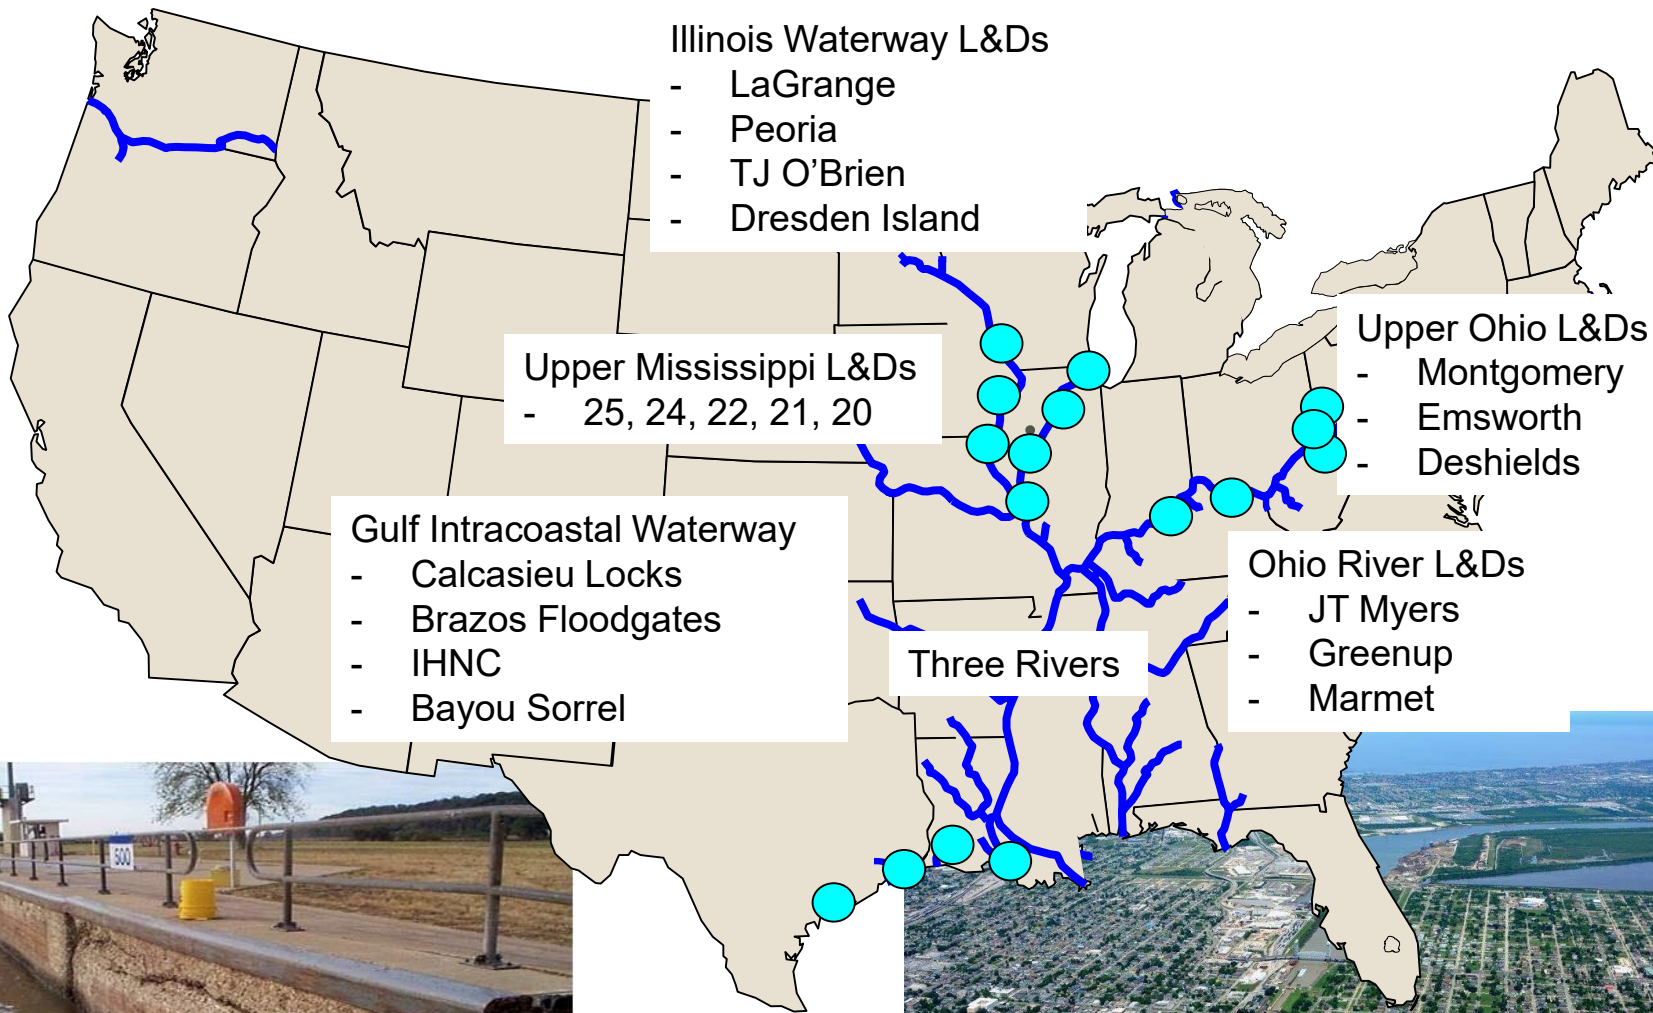 Illinois Waterway L&Ds
- LaGrange
- Peoria
- TJ O’Brien
- Dresden Island
Upper Mississippi L&Ds
- 25, 24, 22, 21, 20
Upper Ohio L&Ds
- Montgomery
- Emsworth
- Deshields
Gulf Intracoastal Waterway
- Calcasieu Locks
- Brazos Floodgates
- IHNC
- Bayou Sorrel
Ohio River L&Ds
- JT Myers
- Greenup
- Marmet
Three Rivers
500